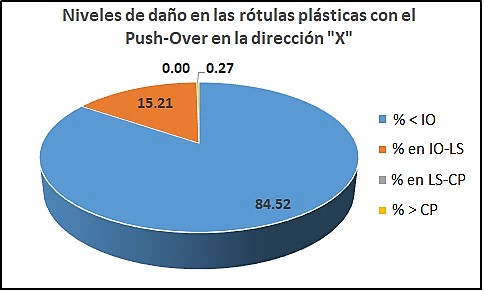 Niveles de daño en las rótulas plásticas con el
Push-Over en la dirección "X"
0.00 0.27
15.21
84.52
% < IO
% en IO-LS
% en LS-CP
% > CP